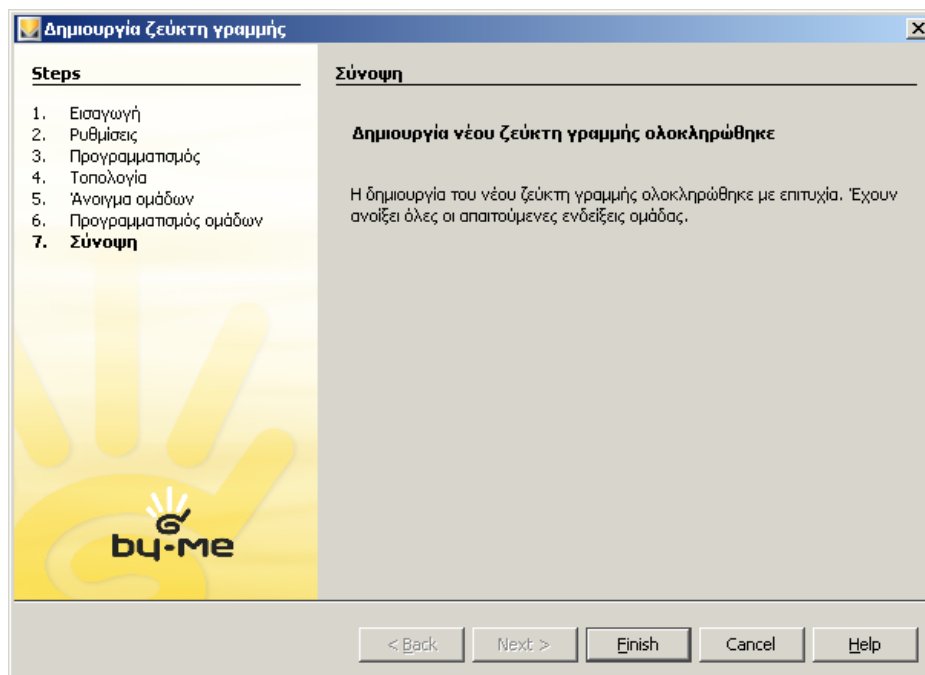 Δημιουργία ζεύκτη γραμμής
Steps
1. Εισαγωγή
2. Ρυθμίσεις
3. Προγραμματισμός
4. Τοπολογία
5. Άνοιγμα ομάδων
6. Προγραμματισμός ομάδων
7. Σύνοψη
by-me
Σύνοψη
Δημιουργία νέου ζεύκτη γραμμής ολοκληρώθηκε
Η δημιουργία του νέου ζεύκτη γραμμής ολοκληρώθηκε με επιτυχία. Έχουν
ανοίξει όλες οι απαιτούμενες ενδείξεις ομάδας.
< Back Next > Finish Cancel Help